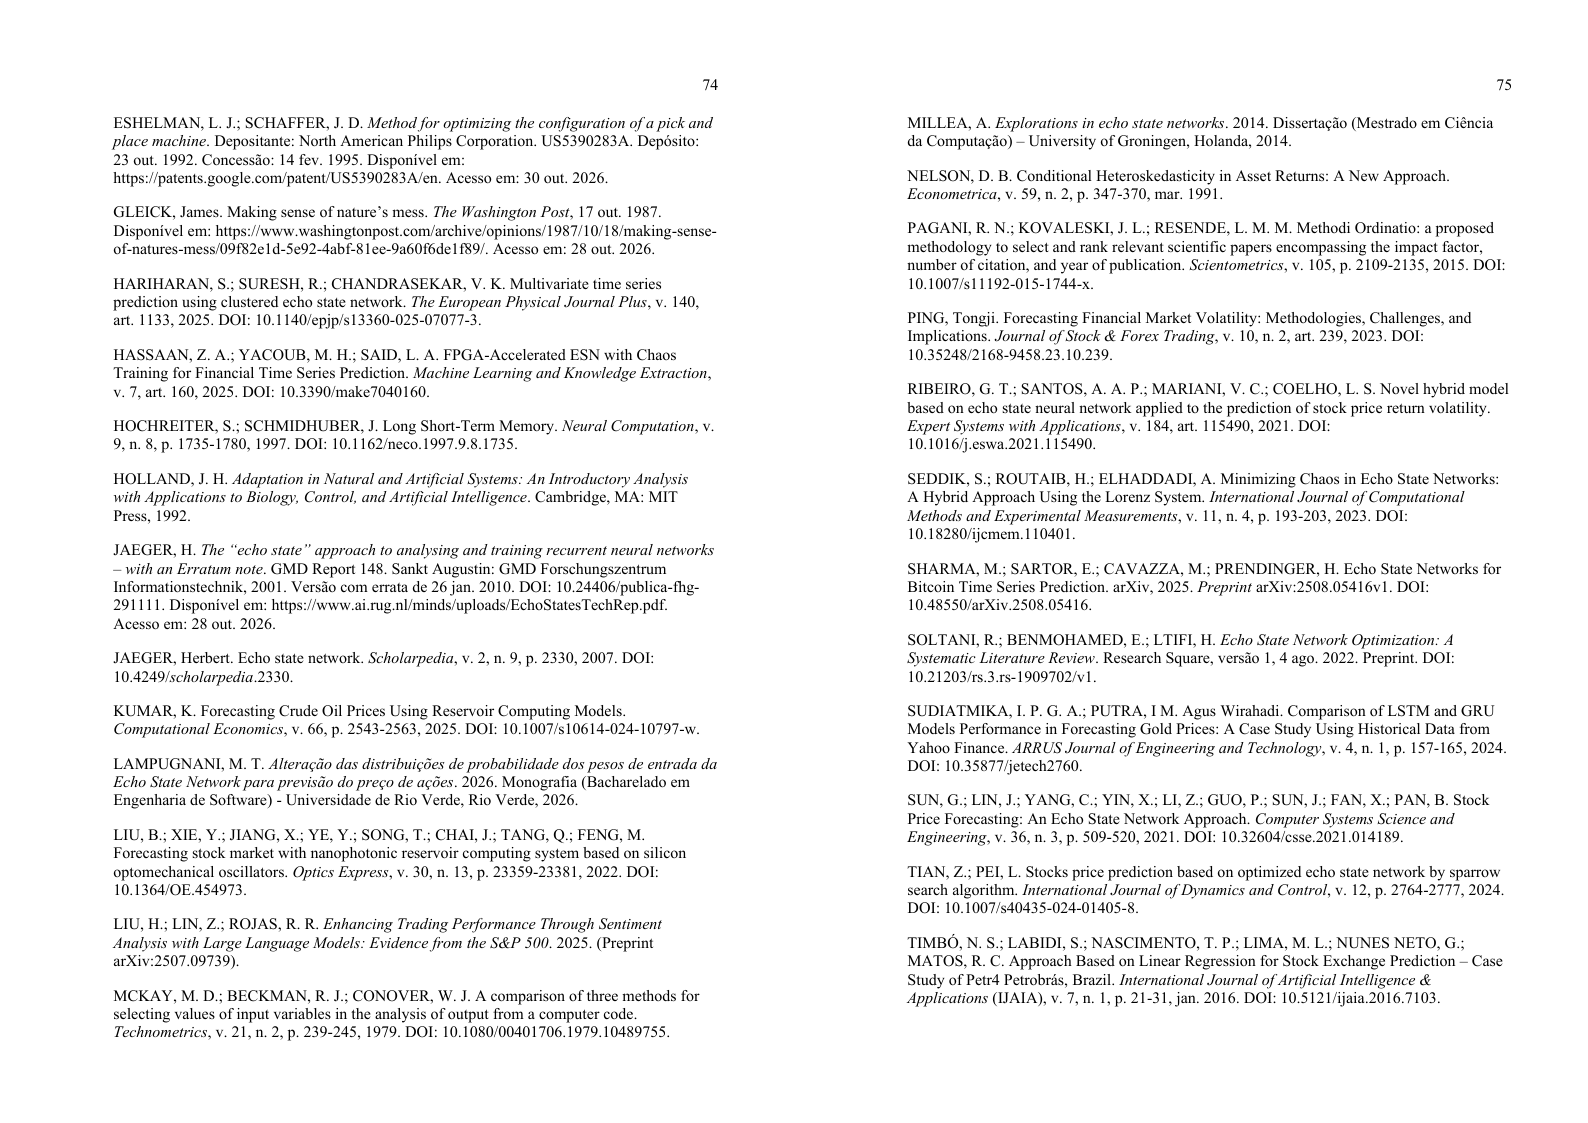 74
ESHELMAN, L. J.; SCHAFFER, J. D. Method for optimizing the configuration of a pick and
place machine. Depositante: North American Philips Corporation. US5390283A. Depósito:
23 out. 1992. Concessão: 14 fev. 1995. Disponível em:
https://patents.google.com/patent/US5390283A/en. Acesso em: 30 out. 2026.
GLEICK, James. Making sense of nature’s mess. The Washington Post, 17 out. 1987.
Disponível em: https://www.washingtonpost.com/archive/opinions/1987/10/18/making-sense-
of-natures-mess/09f82e1d-5e92-4abf-81ee-9a60f6de1f89/. Acesso em: 28 out. 2026.
HARIHARAN, S.; SURESH, R.; CHANDRASEKAR, V. K. Multivariate time series
prediction using clustered echo state network. The European Physical Journal Plus, v. 140,
art. 1133, 2025. DOI: 10.1140/epjp/s13360-025-07077-3.
HASSAAN, Z. A.; YACOUB, M. H.; SAID, L. A. FPGA-Accelerated ESN with Chaos
Training for Financial Time Series Prediction. Machine Learning and Knowledge Extraction,
v. 7, art. 160, 2025. DOI: 10.3390/make7040160.
HOCHREITER, S.; SCHMIDHUBER, J. Long Short-Term Memory. Neural Computation, v.
9, n. 8, p. 1735-1780, 1997. DOI: 10.1162/neco.1997.9.8.1735.
HOLLAND, J. H. Adaptation in Natural and Artificial Systems: An Introductory Analysis
with Applications to Biology, Control, and Artificial Intelligence. Cambridge, MA: MIT
Press, 1992.
JAEGER, H. The “echo state” approach to analysing and training recurrent neural networks
– with an Erratum note. GMD Report 148. Sankt Augustin: GMD Forschungszentrum
Informationstechnik, 2001. Versão com errata de 26 jan. 2010. DOI: 10.24406/publica-fhg-
291111. Disponível em: https://www.ai.rug.nl/minds/uploads/EchoStatesTechRep.pdf.
Acesso em: 28 out. 2026.
JAEGER, Herbert. Echo state network. Scholarpedia, v. 2, n. 9, p. 2330, 2007. DOI:
10.4249/scholarpedia.2330.
KUMAR, K. Forecasting Crude Oil Prices Using Reservoir Computing Models.
Computational Economics, v. 66, p. 2543-2563, 2025. DOI: 10.1007/s10614-024-10797-w.
LAMPUGNANI, M. T. Alteração das distribuições de probabilidade dos pesos de entrada da
Echo State Network para previsão do preço de ações. 2026. Monografia (Bacharelado em
Engenharia de Software) - Universidade de Rio Verde, Rio Verde, 2026.
LIU, B.; XIE, Y.; JIANG, X.; YE, Y.; SONG, T.; CHAI, J.; TANG, Q.; FENG, M.
Forecasting stock market with nanophotonic reservoir computing system based on silicon
optomechanical oscillators. Optics Express, v. 30, n. 13, p. 23359-23381, 2022. DOI:
10.1364/OE.454973.
LIU, H.; LIN, Z.; ROJAS, R. R. Enhancing Trading Performance Through Sentiment
Analysis with Large Language Models: Evidence from the S&P 500. 2025. (Preprint
arXiv:2507.09739).
MCKAY, M. D.; BECKMAN, R. J.; CONOVER, W. J. A comparison of three methods for
selecting values of input variables in the analysis of output from a computer code.
Technometrics, v. 21, n. 2, p. 239-245, 1979. DOI: 10.1080/00401706.1979.10489755.
75
MILLEA, A. Explorations in echo state networks. 2014. Dissertação (Mestrado em Ciência
da Computação) – University of Groningen, Holanda, 2014.
NELSON, D. B. Conditional Heteroskedasticity in Asset Returns: A New Approach.
Econometrica, v. 59, n. 2, p. 347-370, mar. 1991.
PAGANI, R. N.; KOVALESKI, J. L.; RESENDE, L. M. M. Methodi Ordinatio: a proposed
methodology to select and rank relevant scientific papers encompassing the impact factor,
number of citation, and year of publication. Scientometrics, v. 105, p. 2109-2135, 2015. DOI:
10.1007/s11192-015-1744-x.
PING, Tongji. Forecasting Financial Market Volatility: Methodologies, Challenges, and
Implications. Journal of Stock & Forex Trading, v. 10, n. 2, art. 239, 2023. DOI:
10.35248/2168-9458.23.10.239.
RIBEIRO, G. T.; SANTOS, A. A. P.; MARIANI, V. C.; COELHO, L. S. Novel hybrid model
based on echo state neural network applied to the prediction of stock price return volatility.
Expert Systems with Applications, v. 184, art. 115490, 2021. DOI:
10.1016/j.eswa.2021.115490.
SEDDIK, S.; ROUTAIB, H.; ELHADDADI, A. Minimizing Chaos in Echo State Networks:
A Hybrid Approach Using the Lorenz System. International Journal of Computational
Methods and Experimental Measurements, v. 11, n. 4, p. 193-203, 2023. DOI:
10.18280/ijcmem.110401.
SHARMA, M.; SARTOR, E.; CAVAZZA, M.; PRENDINGER, H. Echo State Networks for
Bitcoin Time Series Prediction. arXiv, 2025. Preprint arXiv:2508.05416v1. DOI:
10.48550/arXiv.2508.05416.
SOLTANI, R.; BENMOHAMED, E.; LTIFI, H. Echo State Network Optimization: A
Systematic Literature Review. Research Square, versão 1, 4 ago. 2022. Preprint. DOI:
10.21203/rs.3.rs-1909702/v1.
SUDIATMIKA, I. P. G. A.; PUTRA, I M. Agus Wirahadi. Comparison of LSTM and GRU
Models Performance in Forecasting Gold Prices: A Case Study Using Historical Data from
Yahoo Finance. ARRUS Journal of Engineering and Technology, v. 4, n. 1, p. 157-165, 2024.
DOI: 10.35877/jetech2760.
SUN, G.; LIN, J.; YANG, C.; YIN, X.; LI, Z.; GUO, P.; SUN, J.; FAN, X.; PAN, B. Stock
Price Forecasting: An Echo State Network Approach. Computer Systems Science and
Engineering, v. 36, n. 3, p. 509-520, 2021. DOI: 10.32604/csse.2021.014189.
TIAN, Z.; PEI, L. Stocks price prediction based on optimized echo state network by sparrow
search algorithm. International Journal of Dynamics and Control, v. 12, p. 2764-2777, 2024.
DOI: 10.1007/s40435-024-01405-8.
TIMBÓ, N. S.; LABIDI, S.; NASCIMENTO, T. P.; LIMA, M. L.; NUNES NETO, G.;
MATOS, R. C. Approach Based on Linear Regression for Stock Exchange Prediction – Case
Study of Petr4 Petrobrás, Brazil. International Journal of Artificial Intelligence &
Applications (IJAIA), v. 7, n. 1, p. 21-31, jan. 2016. DOI: 10.5121/ijaia.2016.7103.